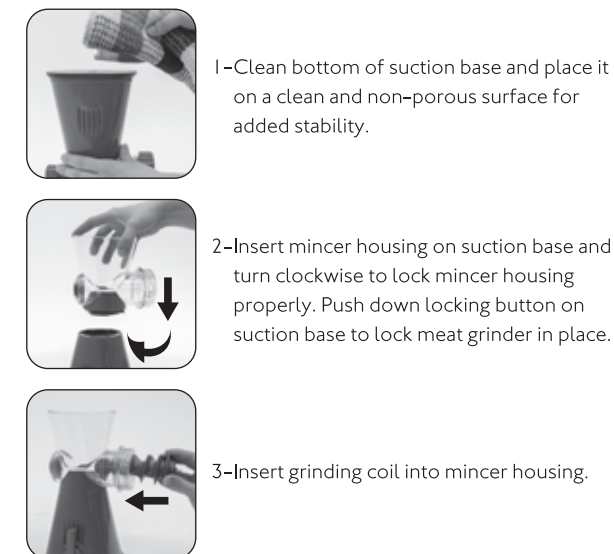 1-Clean bottom of suction base and place it
on a clean and non-porous surface for
added stability.
2-Insert mincer housing on suction base and
turn clockwise to lock mincer housing
properly. Push down locking button on
suction base to lock meat grinder in place.
3-Insert grinding coil into mincer housing.